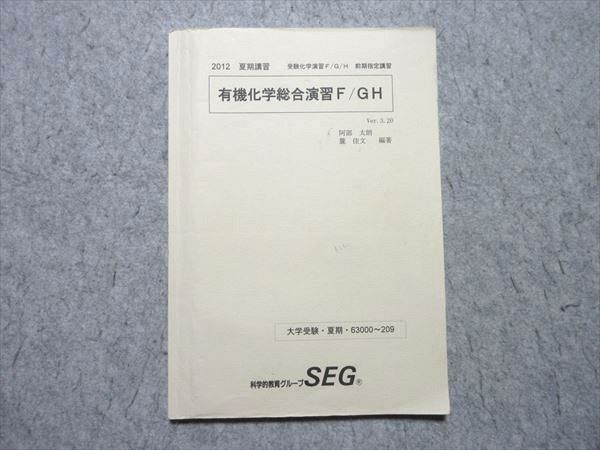 2012 夏期講習 受験化学演習F/G/H 前期指定講習
有機化学総合演習F/GH
Ver.3.20
阿部 太朗
麓 佳文 編著
大学受験・夏期・63000～209
科学的教育グループSEG®